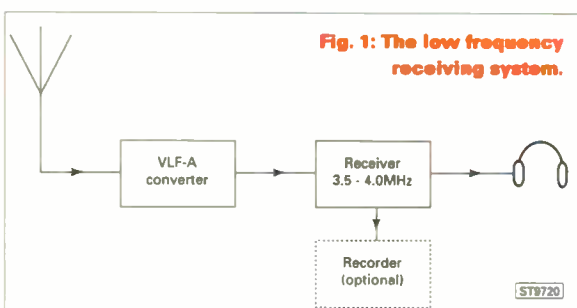 Fig. 1: The low frequency
receiving system.
VLF-A
converter
Receiver
3.5 - 4.0MHz
Recorder
(optional)
ST9720